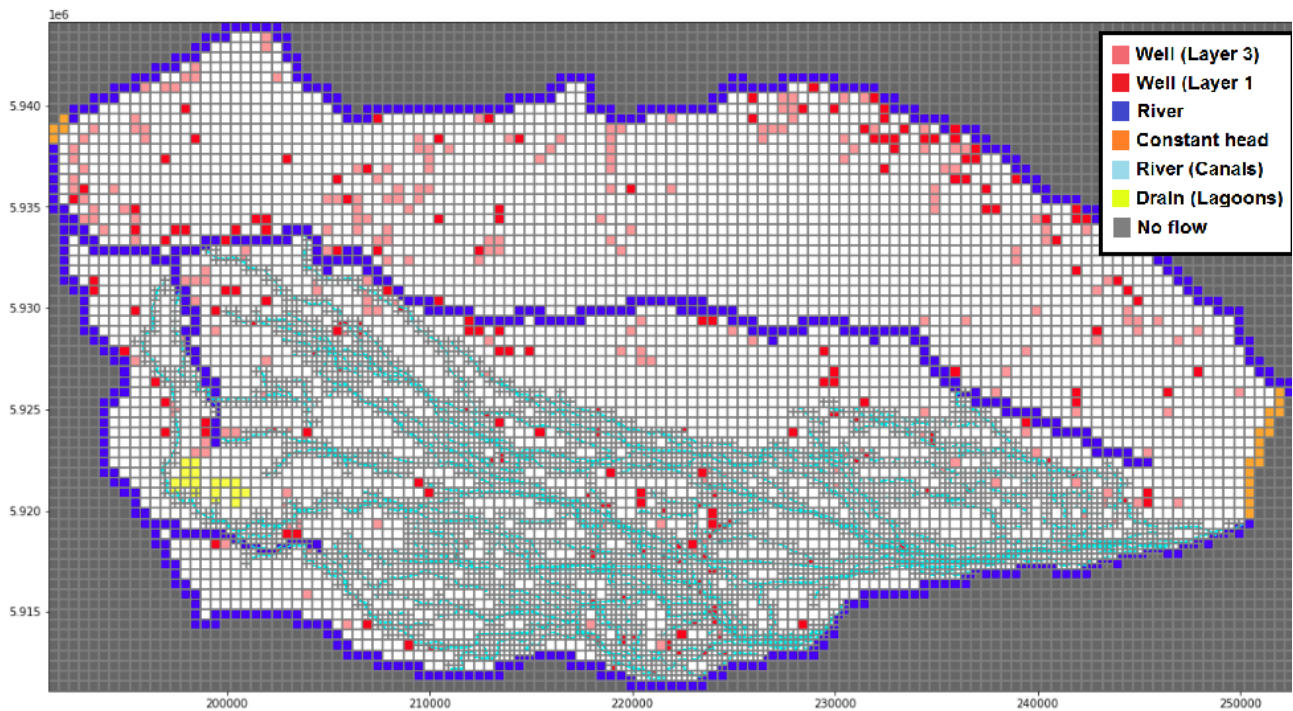 1e6
Well (Layer 3)
Well (Layer 1
River
Constant head
River (Canals)
Drain (Lagoons)
No flow
5.940
5.935
5.930
5.925
5.920
5.915
200000 210000 220000 230000 240000 250000